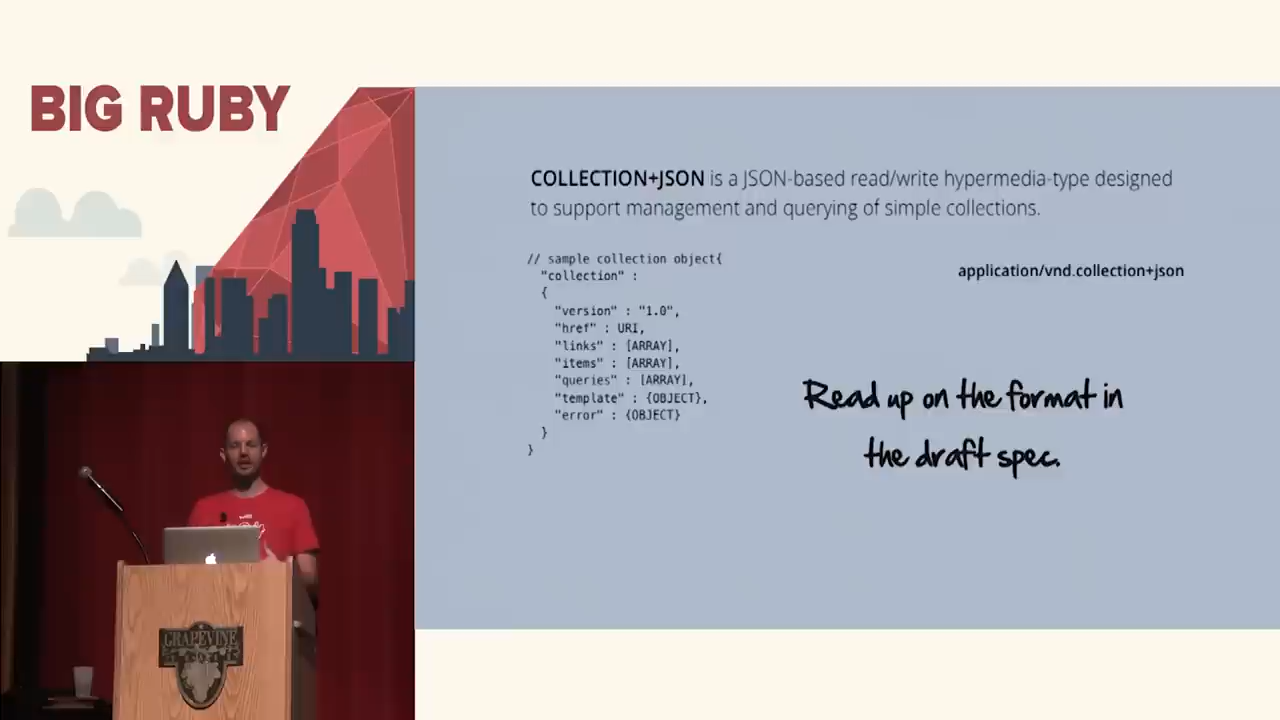 BIG RUBY
COLLECTION+JSON is a JSON-based read/write hypermedia-type designed
to support management and querying of simple collections.
// sample collection object{
"collection" :
{
"version" : "1.0",
"href" : URI,
"links" : [ARRAY],
"items" : [ARRAY],
"queries" : [ARRAY],
"template" : {OBJECT},
"error" : {OBJECT}
}
}
application/vnd.collection+json
Read up on the format in
the draft spec.
GRAPEVINE